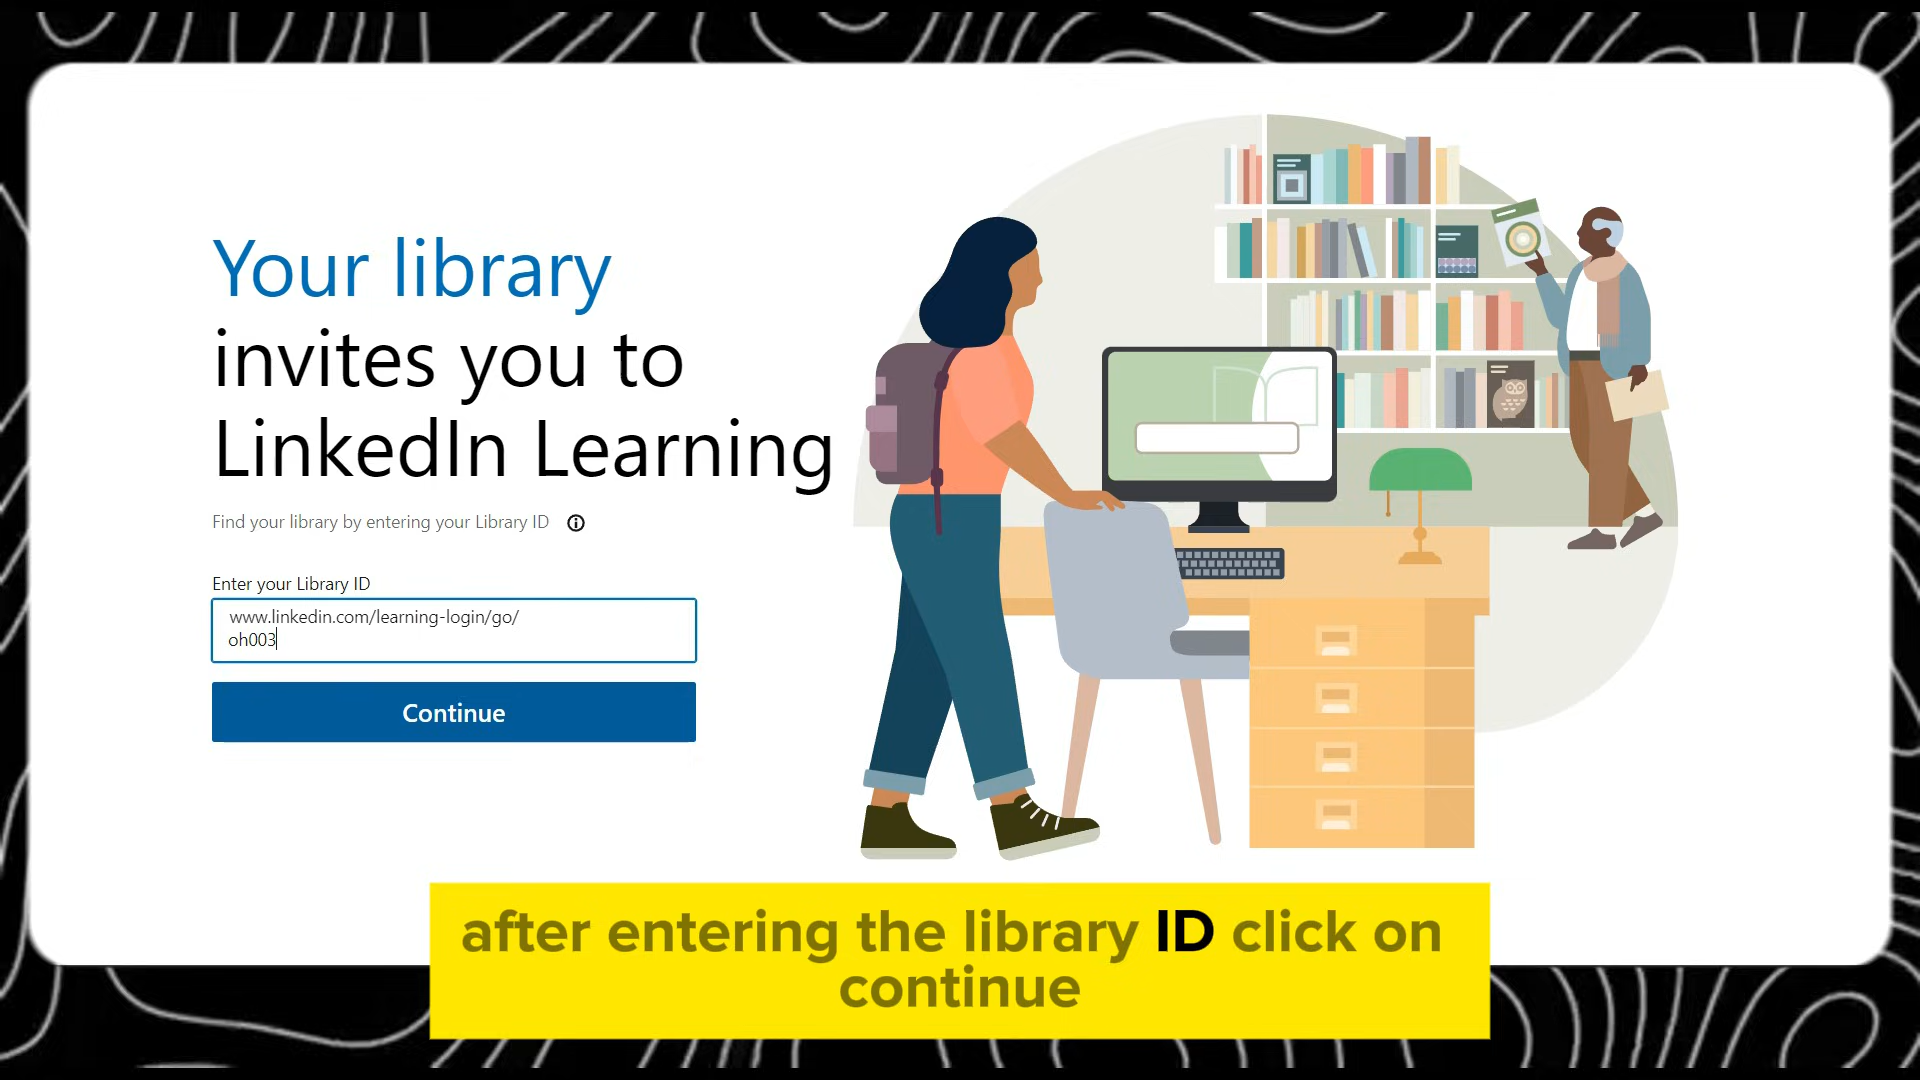 Your library
invites you to
LinkedIn Learning
Find your library by entering your Library ID
Enter your Library ID
www.linkedin.com/learning-login/go/
oh003
Continue
after entering the library ID click on
continue